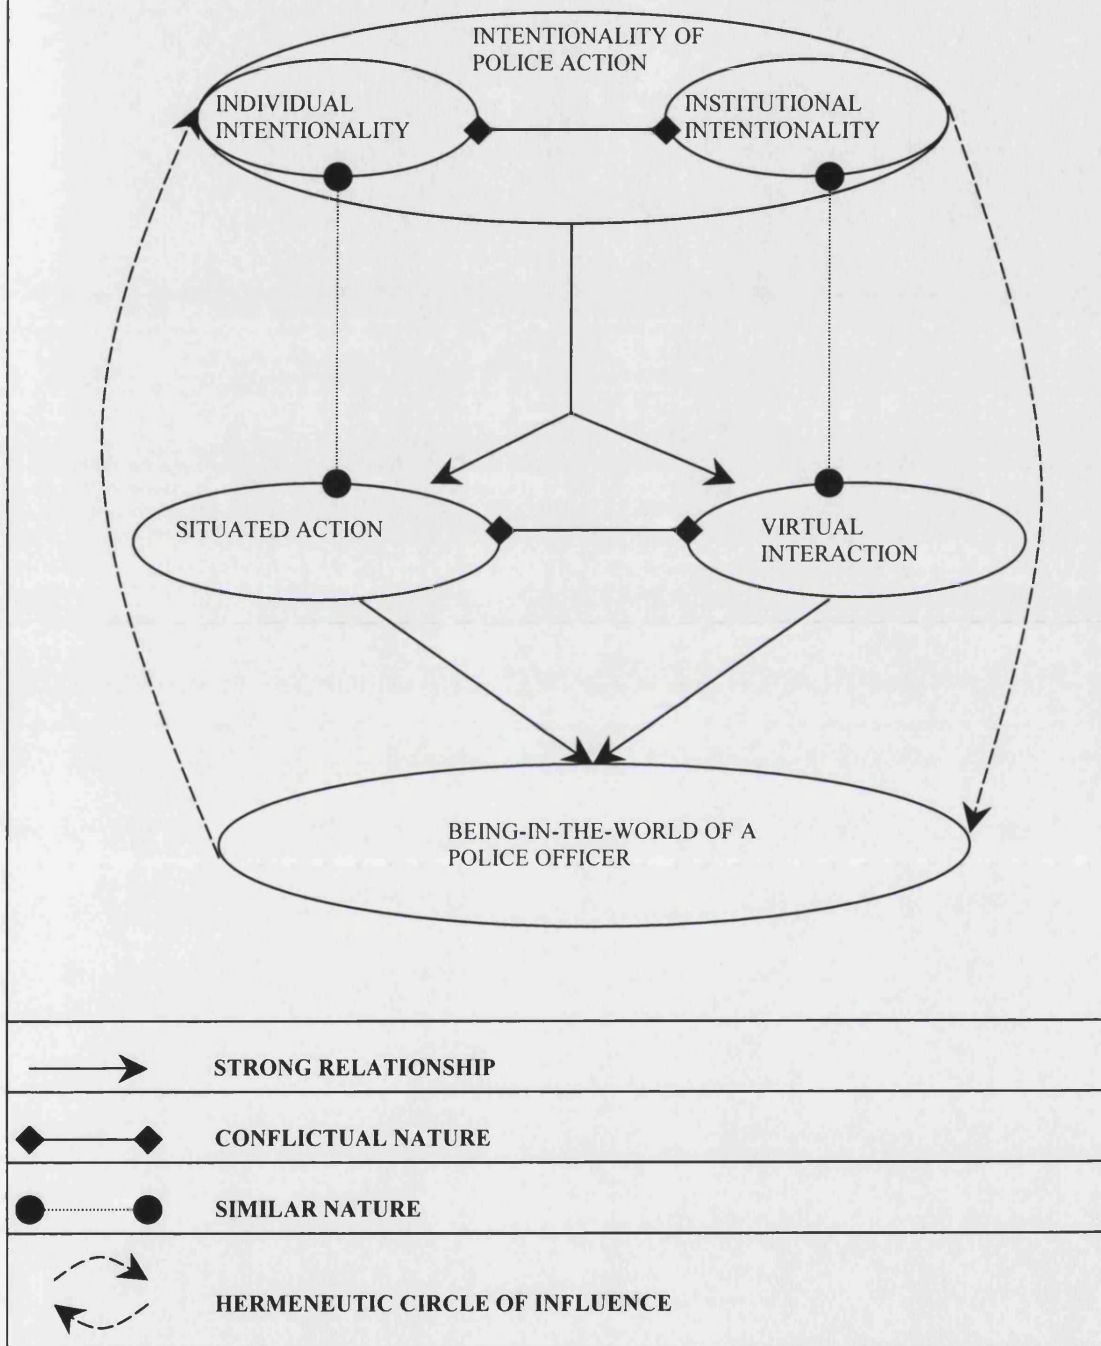 INTENTIONALITY OF
POLICE ACTION
INDIVIDUAL
INTENTIONALITY
INSTITUTIONAL
INTENTIONALITY
SITUATED ACTION
VIRTUAL
INTERACTION
BEING-IN-THE-WORLD OF A
POLICE OFFICER
STRONG RELATIONSHIP
CONFLICTUAL NATURE
SIMILAR NATURE
HERMENEUTIC CIRCLE OF INFLUENCE